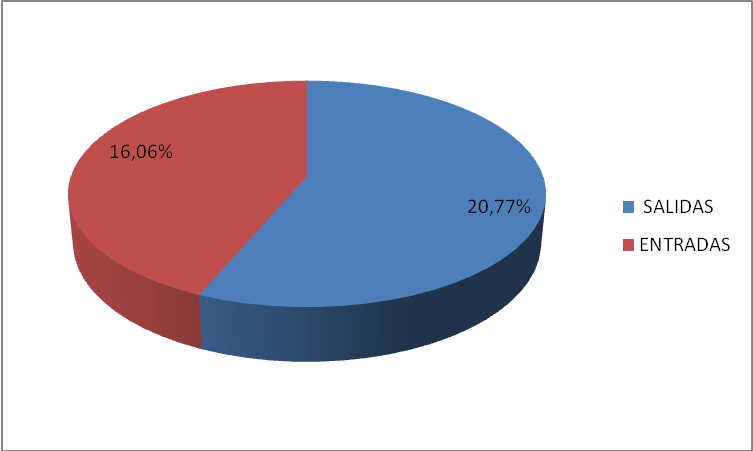 16,06%
20,77%
SALIDAS
ENTRADAS